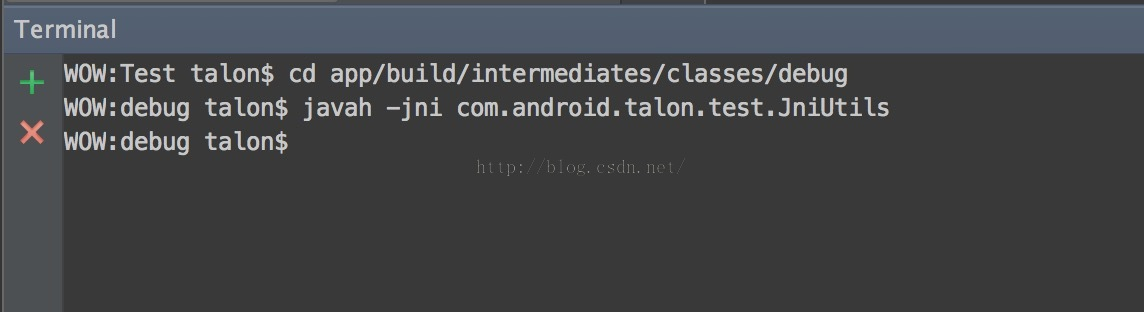 Terminal
WOW:Test talon$ cd app/build/intermediates/classes/debug
WOW:debug talon$ javah -jni com.android.talon.test.JniUtils
WOW:debug talon$
http://blog.csdn.net/